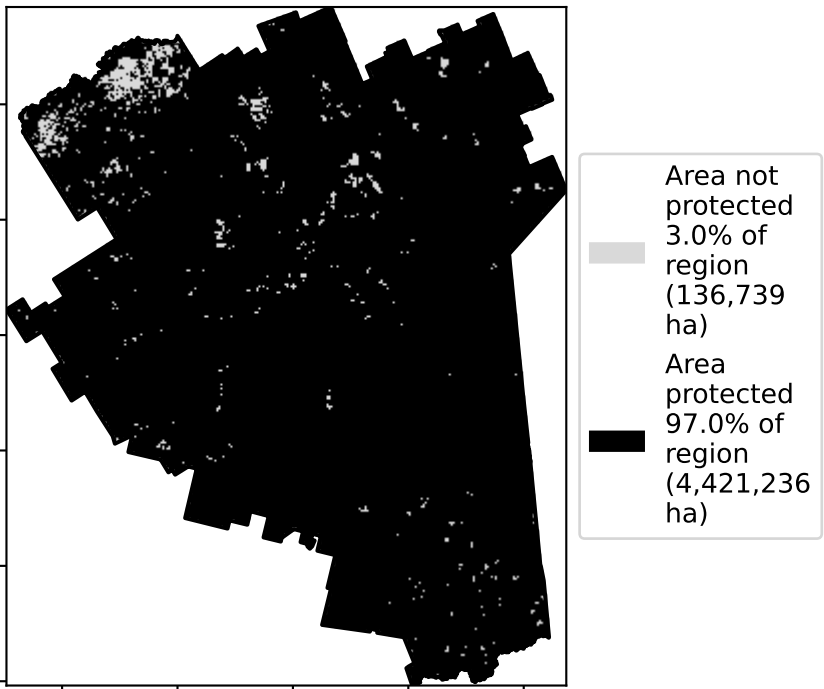 Area not
protected
3.0% of
region
(136,739
ha)
Area
protected
97.0% of
region
(4,421,236
ha)